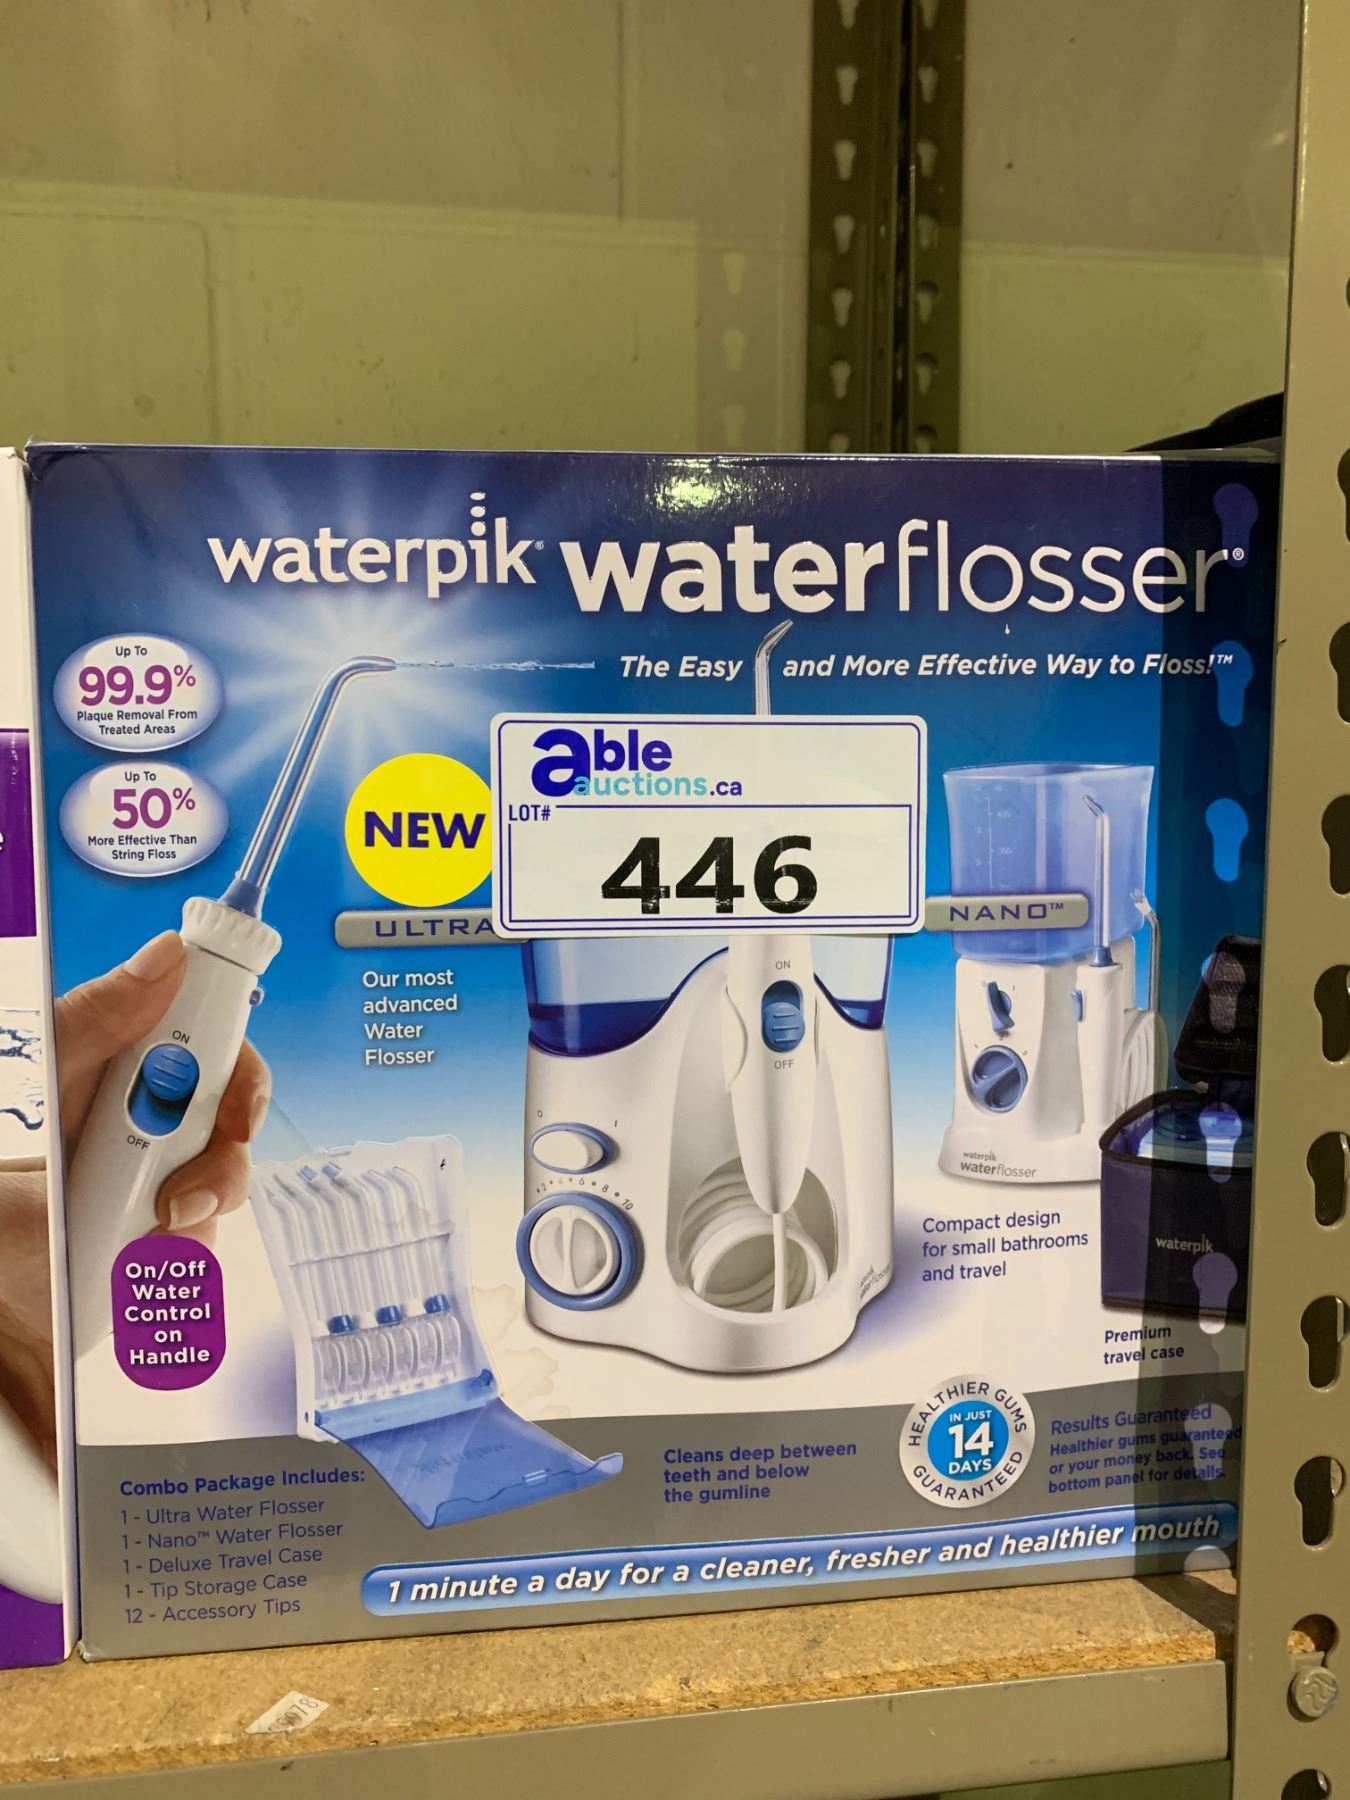 waterpik® waterflosser®
The Easy and More Effective Way to Floss!™
Up To
99.9%
Plaque Removal From
Treated Areas
Up To
50%
More Effective Than
String Floss
NEW
able
auctions.ca
LOT#
446
ULTRA
Our most
advanced
Water
Flosser
NANO™
ON
OFF
ON
OFF
waterpik
waterflosser
Compact design
for small bathrooms
and travel
waterpik
Premium
travel case
On/Off
Water
Control
on
Handle
HEALTHIER GUMS
IN JUST
14
DAYS
GUARANTEED
Results Guaranteed
Healthier gums guaranteed
or your money back. See
bottom panel for details.
Cleans deep between
teeth and below
the gumline
Combo Package Includes:
1 - Ultra Water Flosser
1 - Nano™ Water Flosser
1 - Deluxe Travel Case
1 - Tip Storage Case
12 - Accessory Tips
1 minute a day for a cleaner, fresher and healthier mouth